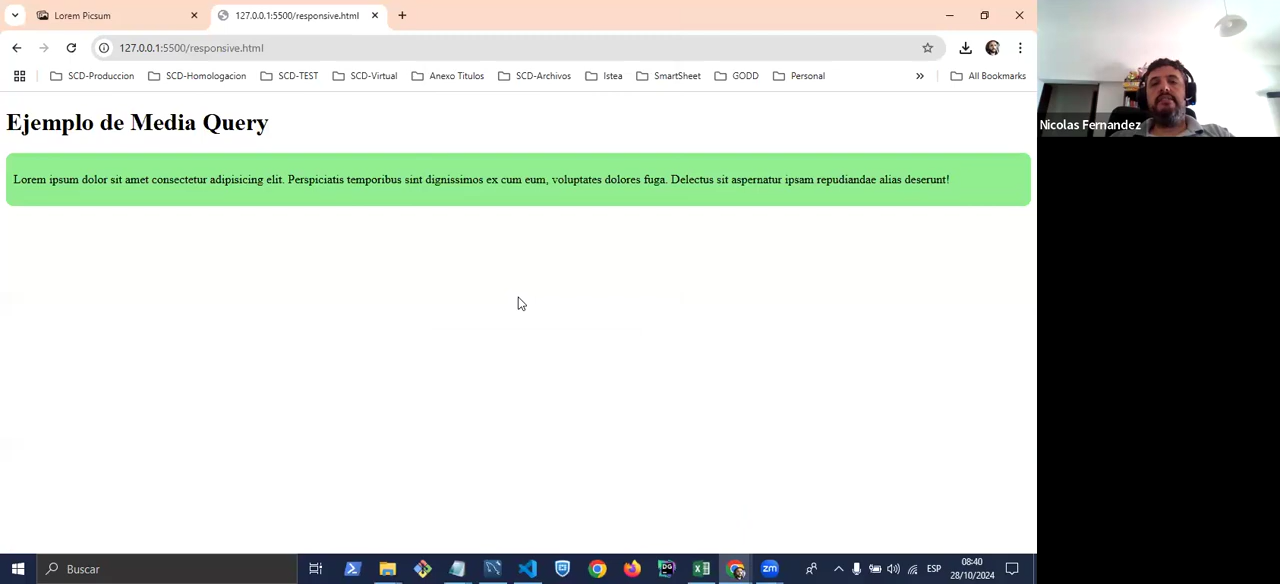 Lorem Picsum
127.0.0.1:5500/responsive.html
127.0.0.1:5500/responsive.html
SCD-Produccion
SCD-Homologacion
SCD-TEST
SCD-Virtual
Anexo Titulos
SCD-Archivos
Istea
SmartSheet
GODD
Personal
All Bookmarks
Ejemplo de Media Query
Lorem ipsum dolor sit amet consectetur adipisicing elit. Perspiciatis temporibus sint dignissimos ex cum eum, voluptates dolores fuga. Delectus sit aspernatur ipsam repudiandae alias deserunt!
Nicolas Fernandez
Buscar
ESP
08:40
28/10/2024